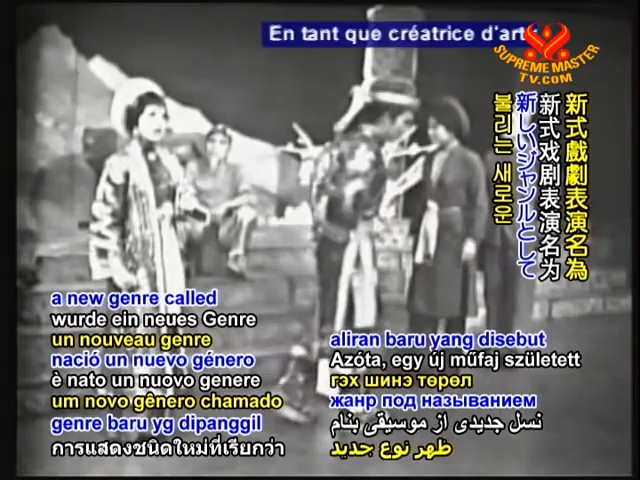 En tant que créatrice d'arts
SUPREME MASTER
TV.COM
新式戲劇表演名為
新式戏剧表演名为
新しいジャンルとして
불리는 새로운
a new genre called
wurde ein neues Genre
un nouveau genre
nació un nuevo género
è nato un nuovo genere
um novo gênero chamado
genre baru yg dipanggil
การแสดงชนิดใหม่ที่เรียกว่า
aliran baru yang disebut
Azóta, egy új műfaj született
гэх шинэ төрөл
жанр под называнием
نسل جدیدی از موسیقی بنام
ظهر نوع جديد